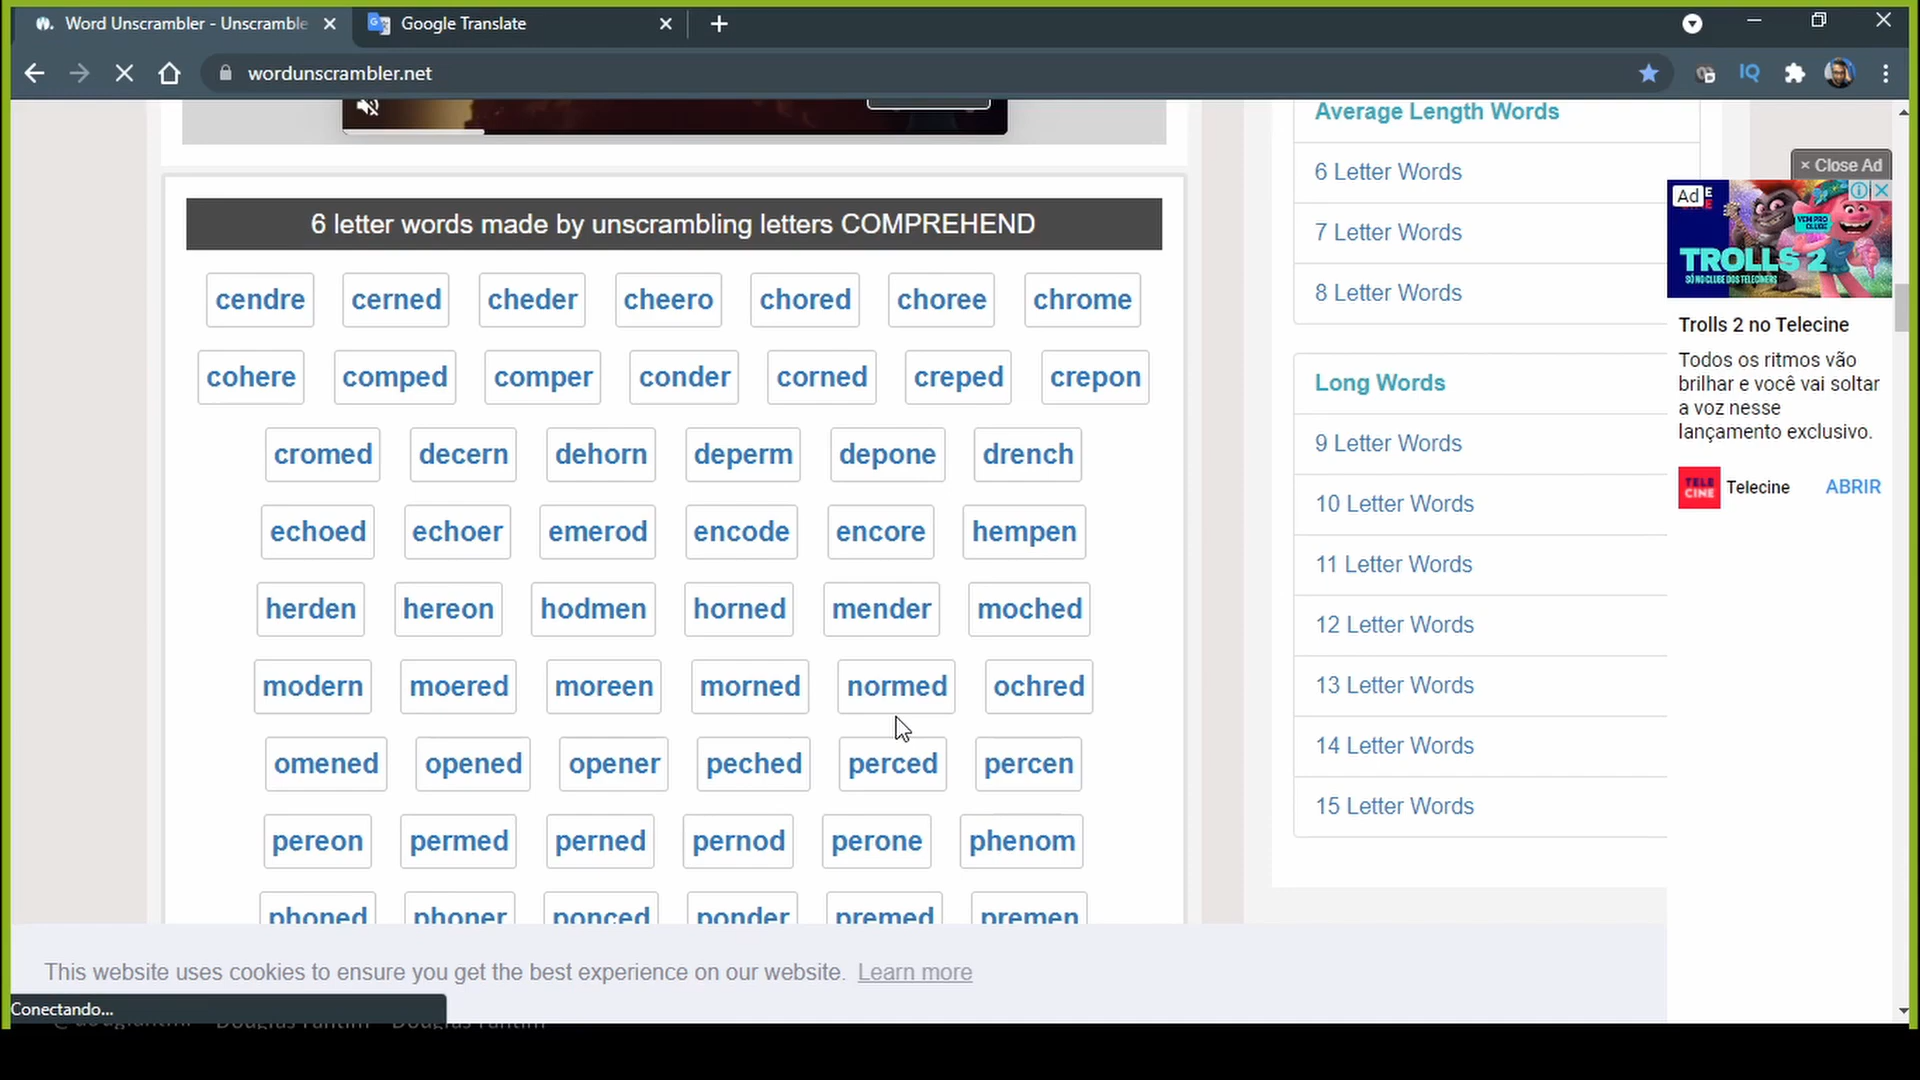 Word Unscrambler - Unscramble
Google Translate
wordunscrambler.net
IQ
Average Length Words
6 Letter Words
7 Letter Words
8 Letter Words
× Close Ad
Ad
TROLLS 2
Trolls 2 no Telecine
Todos os ritmos vão
brilhar e você vai soltar
a voz nesse
lançamento exclusivo.
TELE
CINE
Telecine
ABRIR
6 letter words made by unscrambling letters COMPREHEND
cendre cerned cheder cheero chored choree chrome
cohere comped comper conder corned creped crepon
cromed decern dehorn deperm depone drench
echoed echoer emerod encode encore hempen
herden hereon hodmen horned mender moched
modern moered moreen morned normed ochred
omened opened opener peched perced percen
pereon permed perned pernod perone phenom
phoned phoner ponced ponder premed premen
Long Words
9 Letter Words
10 Letter Words
11 Letter Words
12 Letter Words
13 Letter Words
14 Letter Words
15 Letter Words
This website uses cookies to ensure you get the best experience on our website. Learn more
Conectando...